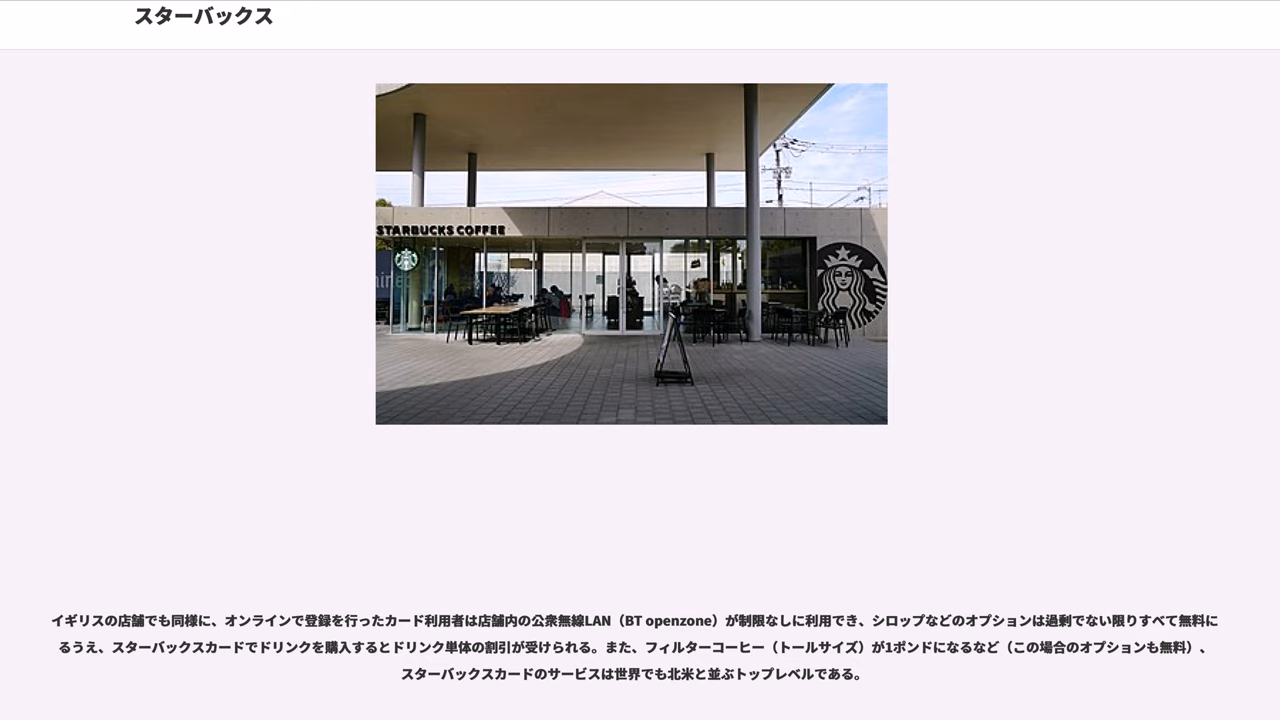 スターバックス
STARBUCKS COFFEE
イギリスの店舗でも同様に、オンラインで登録を行ったカード利用者は店舗内の公衆無線LAN（BT openzone）が制限なしに利用でき、シロップなどのオプションは過剰でない限りすべて無料に
るうえ、スターバックスカードでドリンクを購入するとドリンク単体の割引が受けられる。また、フィルターコーヒー（トールサイズ）が1ポンドになるなど（この場合のオプションも無料）、
スターバックスカードのサービスは世界でも北米と並ぶトップレベルである。